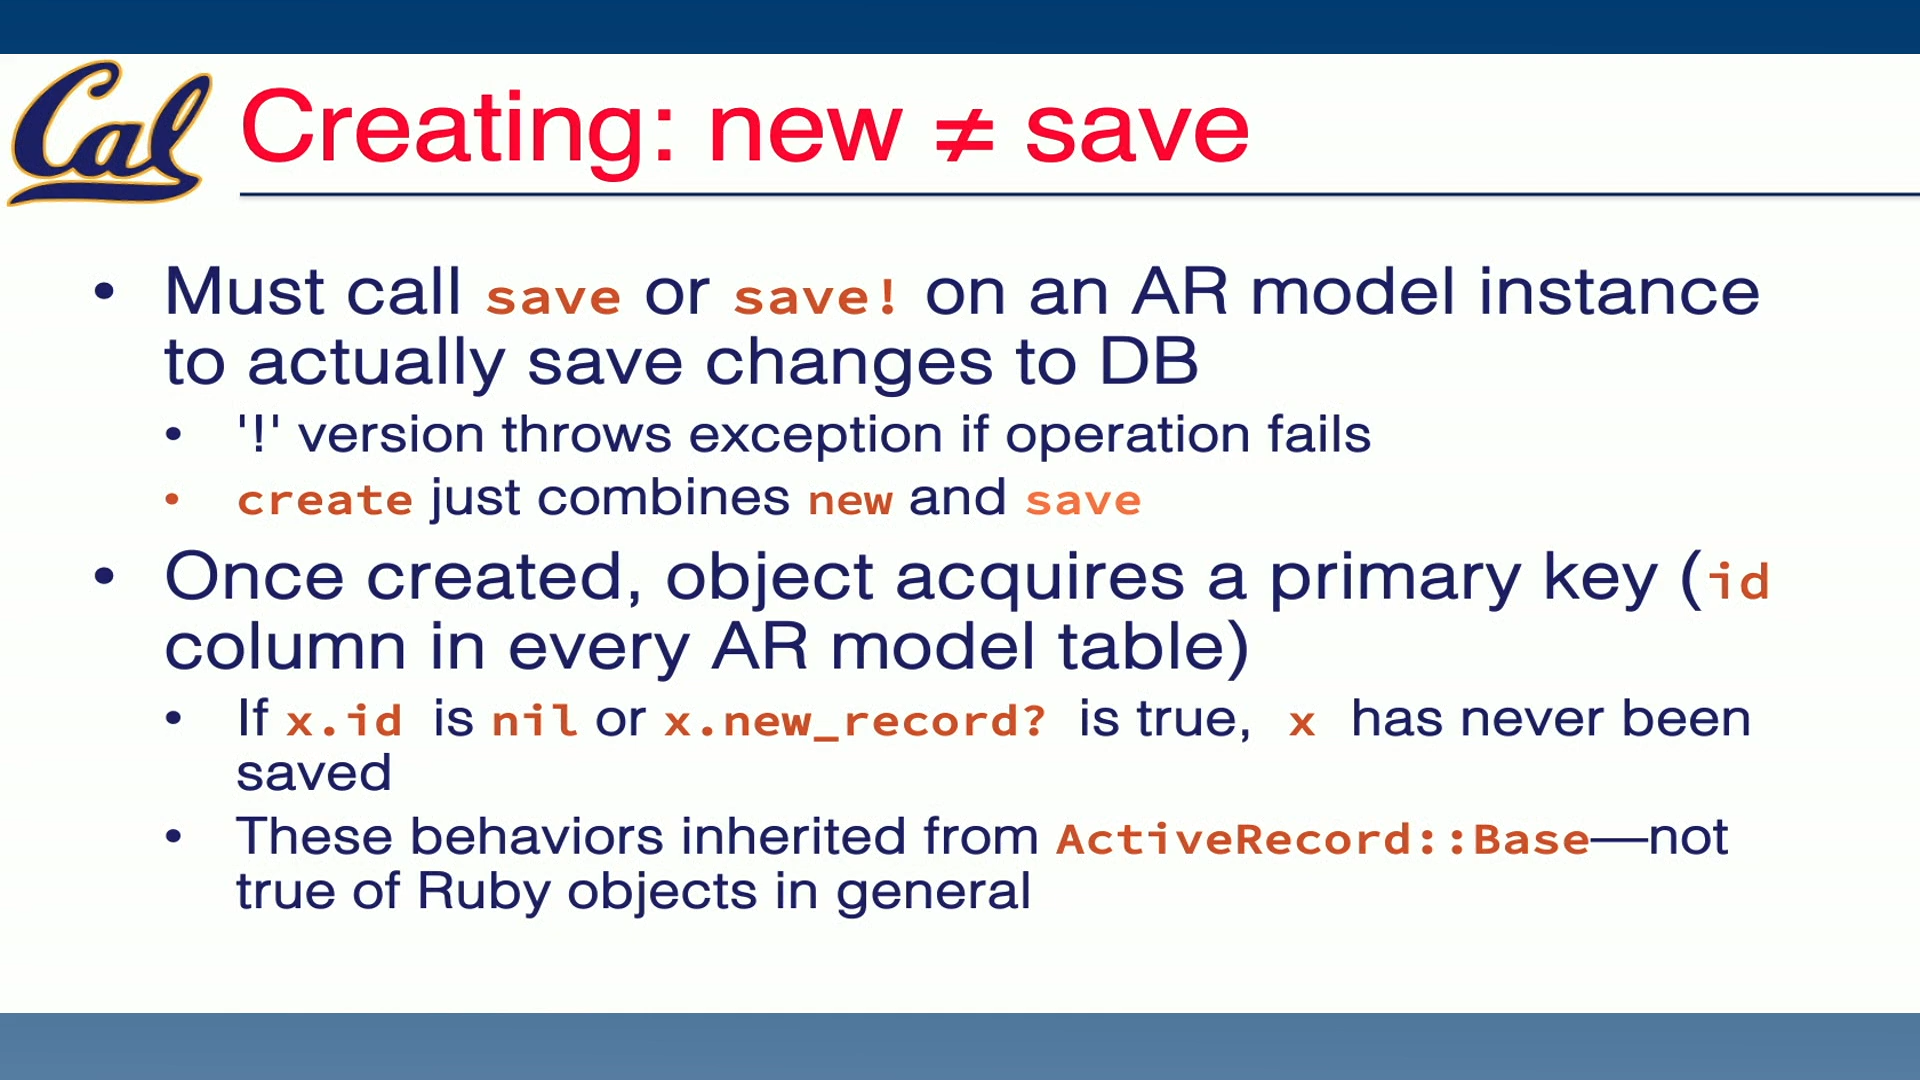 Cal
Creating: new ≠ save
• Must call save or save! on an AR model instance
to actually save changes to DB
• '!' version throws exception if operation fails
• create just combines new and save
• Once created, object acquires a primary key (id
column in every AR model table)
• If x.id is nil or x.new_record? is true, x has never been
saved
• These behaviors inherited from ActiveRecord::Base—not
true of Ruby objects in general